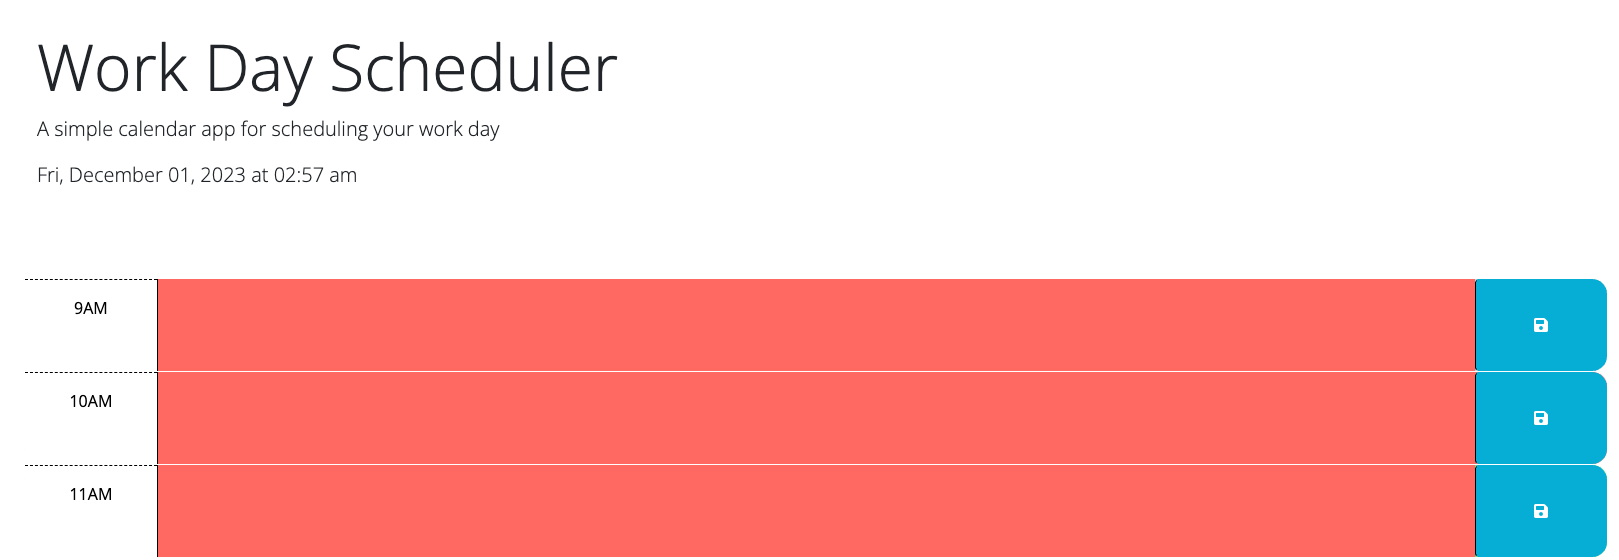 Work Day Scheduler
A simple calendar app for scheduling your work day
Fri, December 01, 2023 at 02:57 am
9AM
10AM
11AM